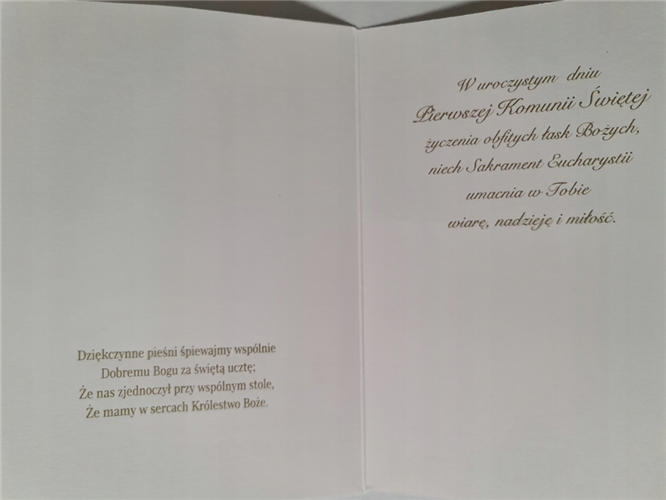 Dziękczynne pieśni śpiewajmy wspólnie
Dobremu Bogu za świętą ucztę;
Że nas zjednoczył przy wspólnym stole,
Że mamy w sercach Królestwo Boże.
W uroczystym dniu
Pierwszej Komunii Świętej
życzenia obfitych łask Bożych,
niech Sakrament Eucharystii
umacnia w Tobie
wiarę, nadzieję i miłość.